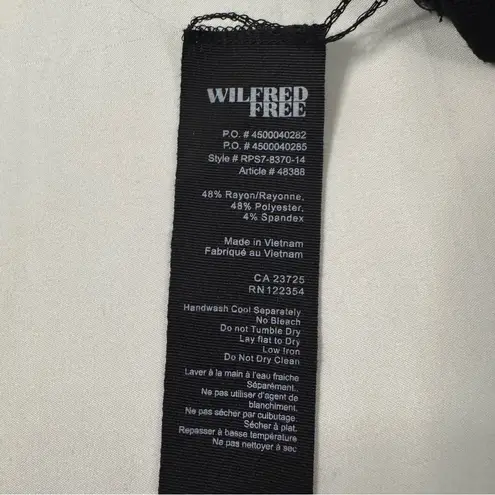 WILFRED
FREE
P.O. # 4500040282
P.O. # 4500040285
Style # RPS7-8370-14
Article # 48388
48% Rayon/Rayonne,
48% Polyester,
4% Spandex
Made in Vietnam
Fabriqué au Vietnam
CA 23725
RN 122354
Handwash Cool Separately
No Bleach
Do not Tumble Dry
Lay flat to Dry
Low Iron
Do Not Dry Clean
Laver à la main à l'eau fraiche
Séparément.
Ne pas utiliser d'agent de
blanchiment.
Ne pas sécher par culbutage.
Sécher à plat.
Repasser à basse température
Ne pas nettoyer à sec